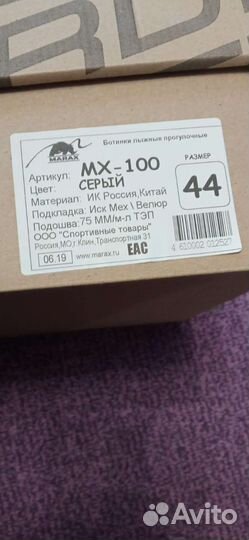 MARAX
Ботинки лыжные прогулочные
Артикул: MX-100
РАЗМЕР
Цвет: СЕРЫЙ
44
Материал: ИК Россия,Китай
Подкладка: Иск Мех \ Велюр
Подошва:75 ММ/м-л ТЭП
ООО "Спортивные товары"
Россия,МО,г.Клин,Транспортная 31
06.19
www.marax.ru
EAC
4 610002 012527
Avito